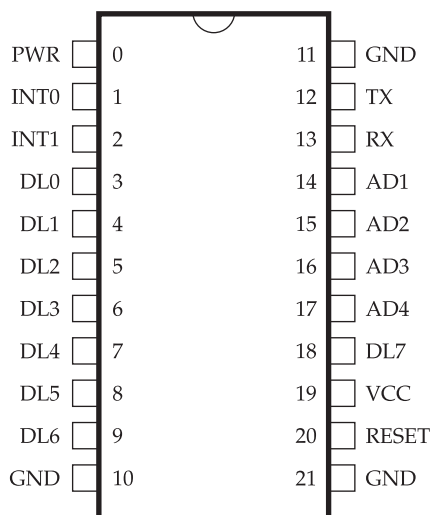 PWR 0 11 GND
INT0 1 12 TX
INT1 2 13 RX
DL0 3 14 AD1
DL1 4 15 AD2
DL2 5 16 AD3
DL3 6 17 AD4
DL4 7 18 DL7
DL5 8 19 VCC
DL6 9 20 RESET
GND 10 21 GND